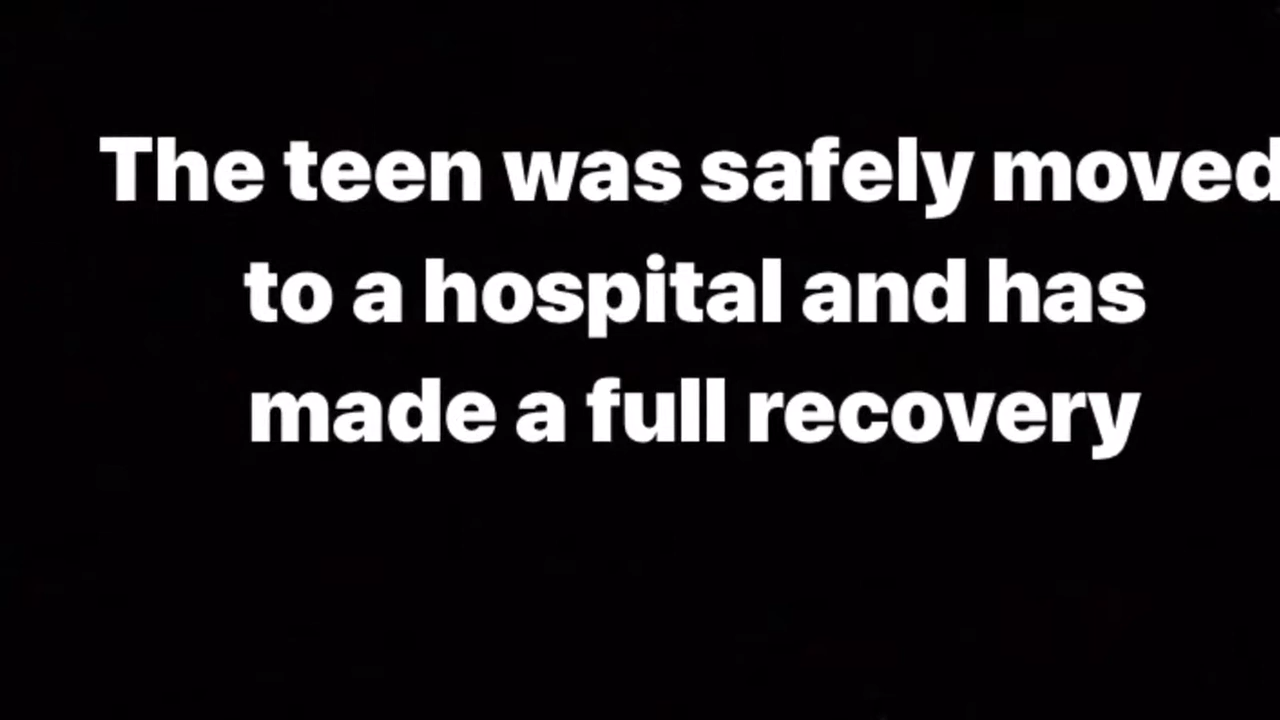 The teen was safely moved
to a hospital and has
made a full recovery